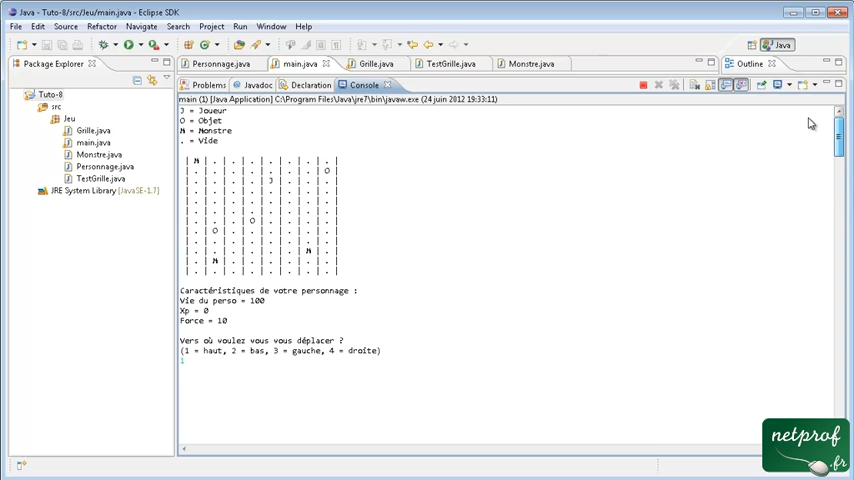 Java - Tuto-8/src/Jeu/main.java - Eclipse SDK
File Edit Source Refactor Navigate Search Project Run Window Help
Java
Package Explorer
Personnage.java main.java Grille.java TestGrille.java Monstre.java
Outline
Problems Javadoc Declaration Console
main (1) [Java Application] C:\Program Files\Java\jre7\bin\javaw.exe (24 juin 2012 19:33:11)
Tuto-8
src
Jeu
Grille.java
main.java
Monstre.java
Personnage.java
TestGrille.java
JRE System Library [JavaSE-1.7]
J = Joueur
O = Objet
M = Monstre
. = Vide
| M | . | . | . | . | . | . | . |
| . | . | . | . | . | . | . | O |
| . | . | . | . | J | . | . | . |
| . | . | . | . | . | . | . | . |
| . | . | . | . | . | . | . | . |
| . | . | . | . | . | . | . | . |
| . | . | . | O | . | . | . | . |
| . | O | . | . | . | . | . | . |
| . | . | . | . | . | . | . | . |
| . | . | . | . | . | . | M | . |
| . | M | . | . | . | . | . | . |
| . | . | . | . | . | . | . | . |
Caractéristiques de votre personnage :
Vie du perso = 100
Xp = 0
Force = 10
Vers où voulez vous vous déplacer ?
(1 = haut, 2 = bas, 3 = gauche, 4 = droite)
1
netprof
.fr